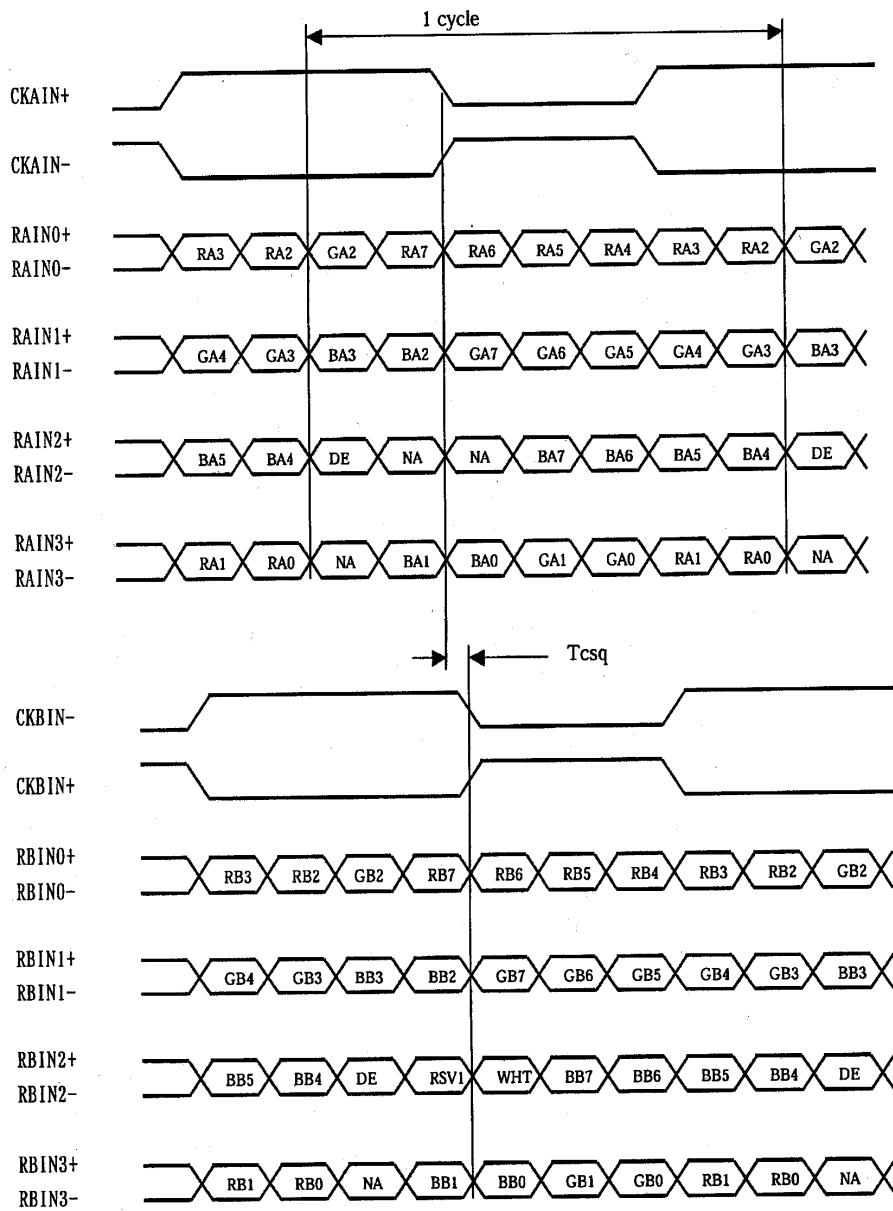 1 cycle
CKAIN+
CKAIN-
RAIN0+
RA3 RA2 GA2 RA7 RA6 RA5 RA4 RA3 RA2 GA2
RAIN0-
RAIN1+
GA4 GA3 BA3 BA2 GA7 GA6 GA5 GA4 GA3 BA3
RAIN1-
RAIN2+
BA5 BA4 DE NA NA BA7 BA6 BA5 BA4 DE
RAIN2-
RAIN3+
RA1 RA0 NA BA1 BA0 GA1 GA0 RA1 RA0 NA
RAIN3-
Tcsq
CKBIN-
CKBIN+
RBIN0+
RB3 RB2 GB2 RB7 RB6 RB5 RB4 RB3 RB2 GB2
RBIN0-
RBIN1+
GB4 GB3 BB3 BB2 GB7 GB6 GB5 GB4 GB3 BB3
RBIN1-
RBIN2+
BB5 BB4 DE RSV1 WHT BB7 BB6 BB5 BB4 DE
RBIN2-
RBIN3+
RB1 RB0 NA BB1 BB0 GB1 GB0 RB1 RB0 NA
RBIN3-